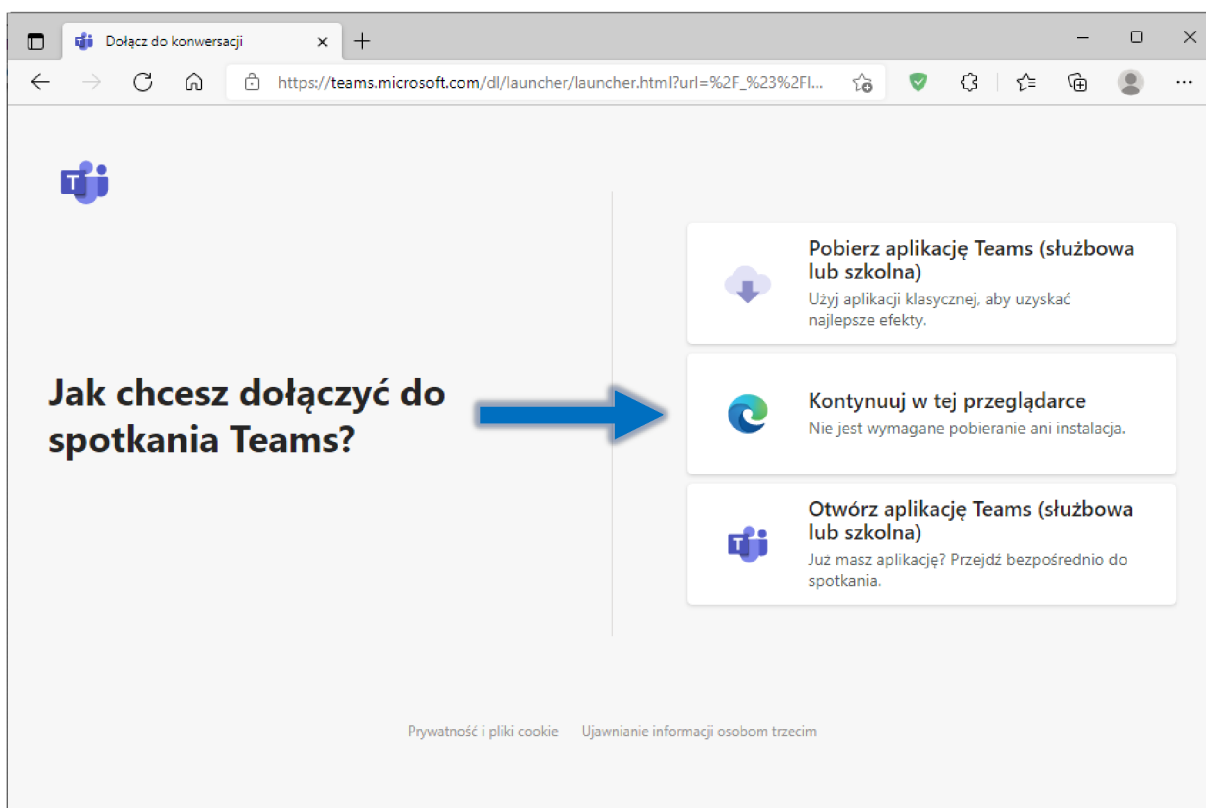 Dołącz do konwersacji
https://teams.microsoft.com/dl/launcher/launcher.html?url=%2F_%23%2Fl...
T
Jak chcesz dołączyć do
spotkania Teams?
Pobierz aplikację Teams (służbowa
lub szkolna)
Użyj aplikacji klasycznej, aby uzyskać
najlepsze efekty.
Kontynuuj w tej przeglądarce
Nie jest wymagane pobieranie ani instalacja.
Otwórz aplikację Teams (służbowa
lub szkolna)
T
Już masz aplikację? Przejdź bezpośrednio do
spotkania.
Prywatność i pliki cookie Ujawnianie informacji osobom trzecim